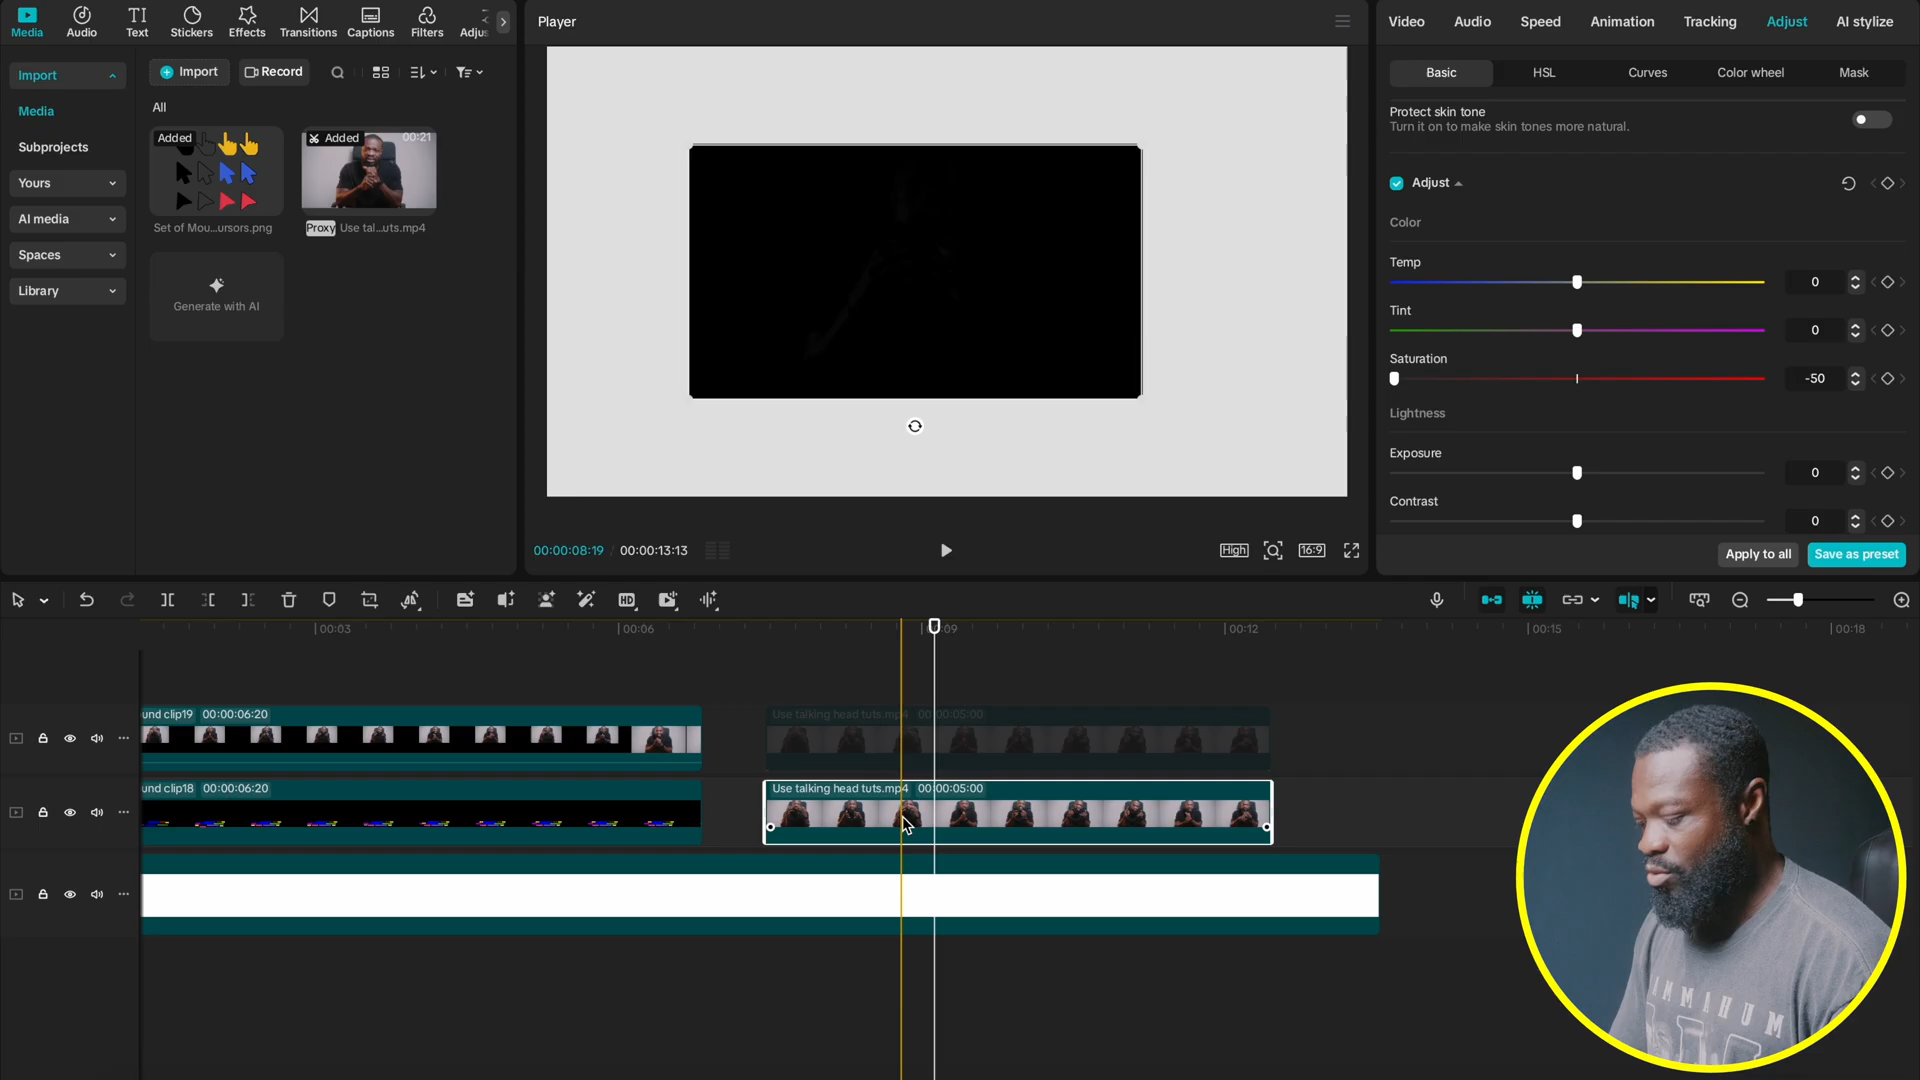 Media
Audio
Text
Stickers
Effects
Transitions
Captions
Filters
Adjus
Player
Video
Audio
Speed
Animation
Tracking
Adjust
AI stylize
Import
Media
Subprojects
Yours
AI media
Spaces
Library
Import
Record
All
Added
Set of Mou...ursors.png
Added
00:21
Proxy
Use tal...uts.mp4
Generate with AI
00:00:08:19 / 00:00:13:13
High
16:9
Basic
HSL
Curves
Color wheel
Mask
Protect skin tone
Turn it on to make skin tones more natural.
Adjust
Color
Temp
0
Tint
0
Saturation
-50
Lightness
Exposure
0
Contrast
0
Apply to all
Save as preset
HD
00:03
00:06
00:09
00:12
00:15
00:18
und clip19 00:00:06:20
Use talking head tuts.mp4 00:00:05:00
und clip18 00:00:06:20
Use talking head tuts.mp4 00:00:05:00